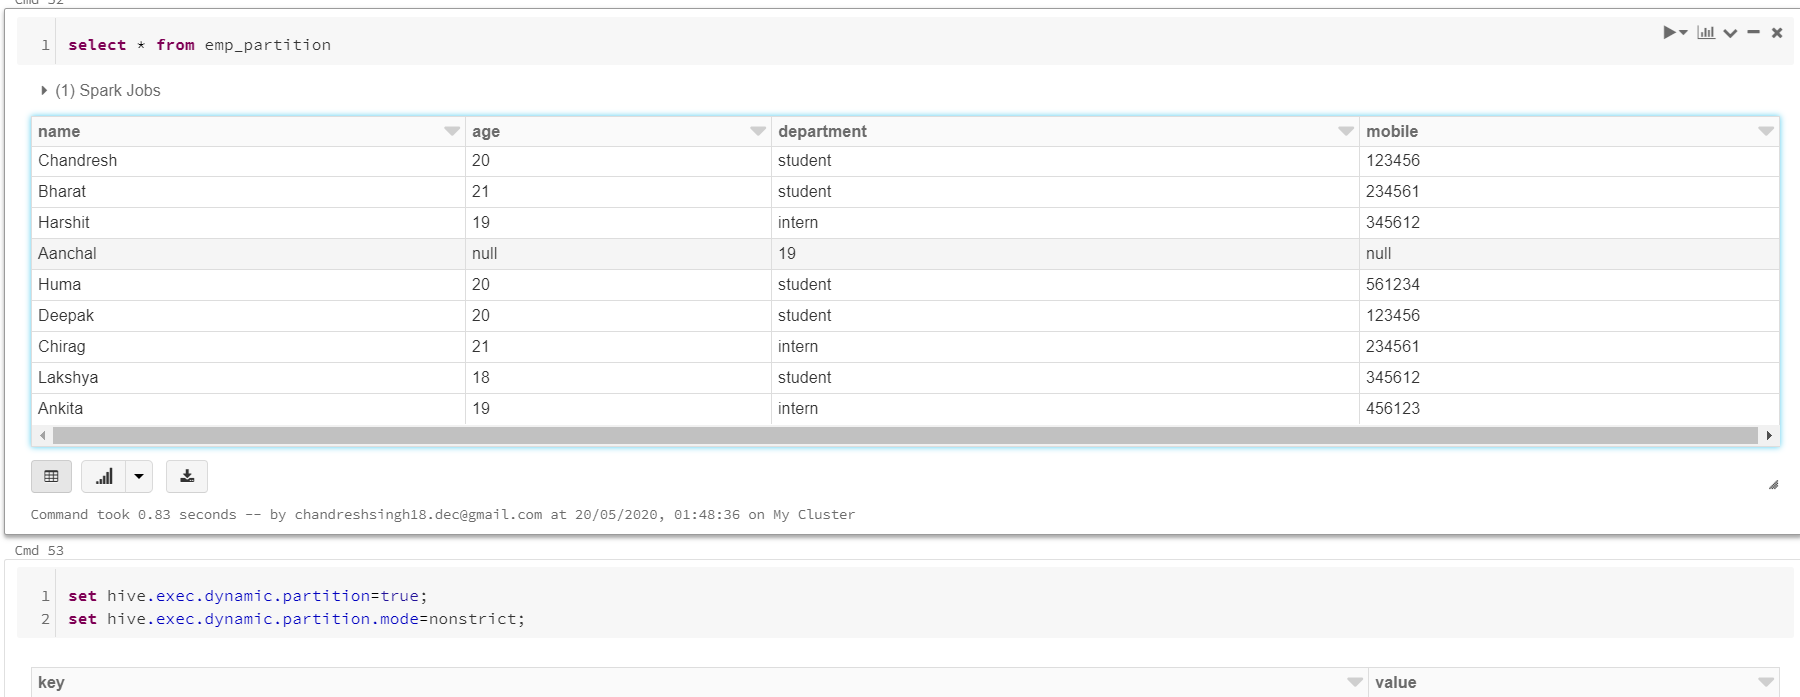 Cmd 52
1 select * from emp_partition
(1) Spark Jobs
name age department mobile
Chandresh 20 student 123456
Bharat 21 student 234561
Harshit 19 intern 345612
Aanchal null 19 null
Huma 20 student 561234
Deepak 20 student 123456
Chirag 21 intern 234561
Lakshya 18 student 345612
Ankita 19 intern 456123
Command took 0.83 seconds -- by chandreshsingh18.dec@gmail.com at 20/05/2020, 01:48:36 on My Cluster
Cmd 53
1 set hive.exec.dynamic.partition=true;
2 set hive.exec.dynamic.partition.mode=nonstrict;
key value